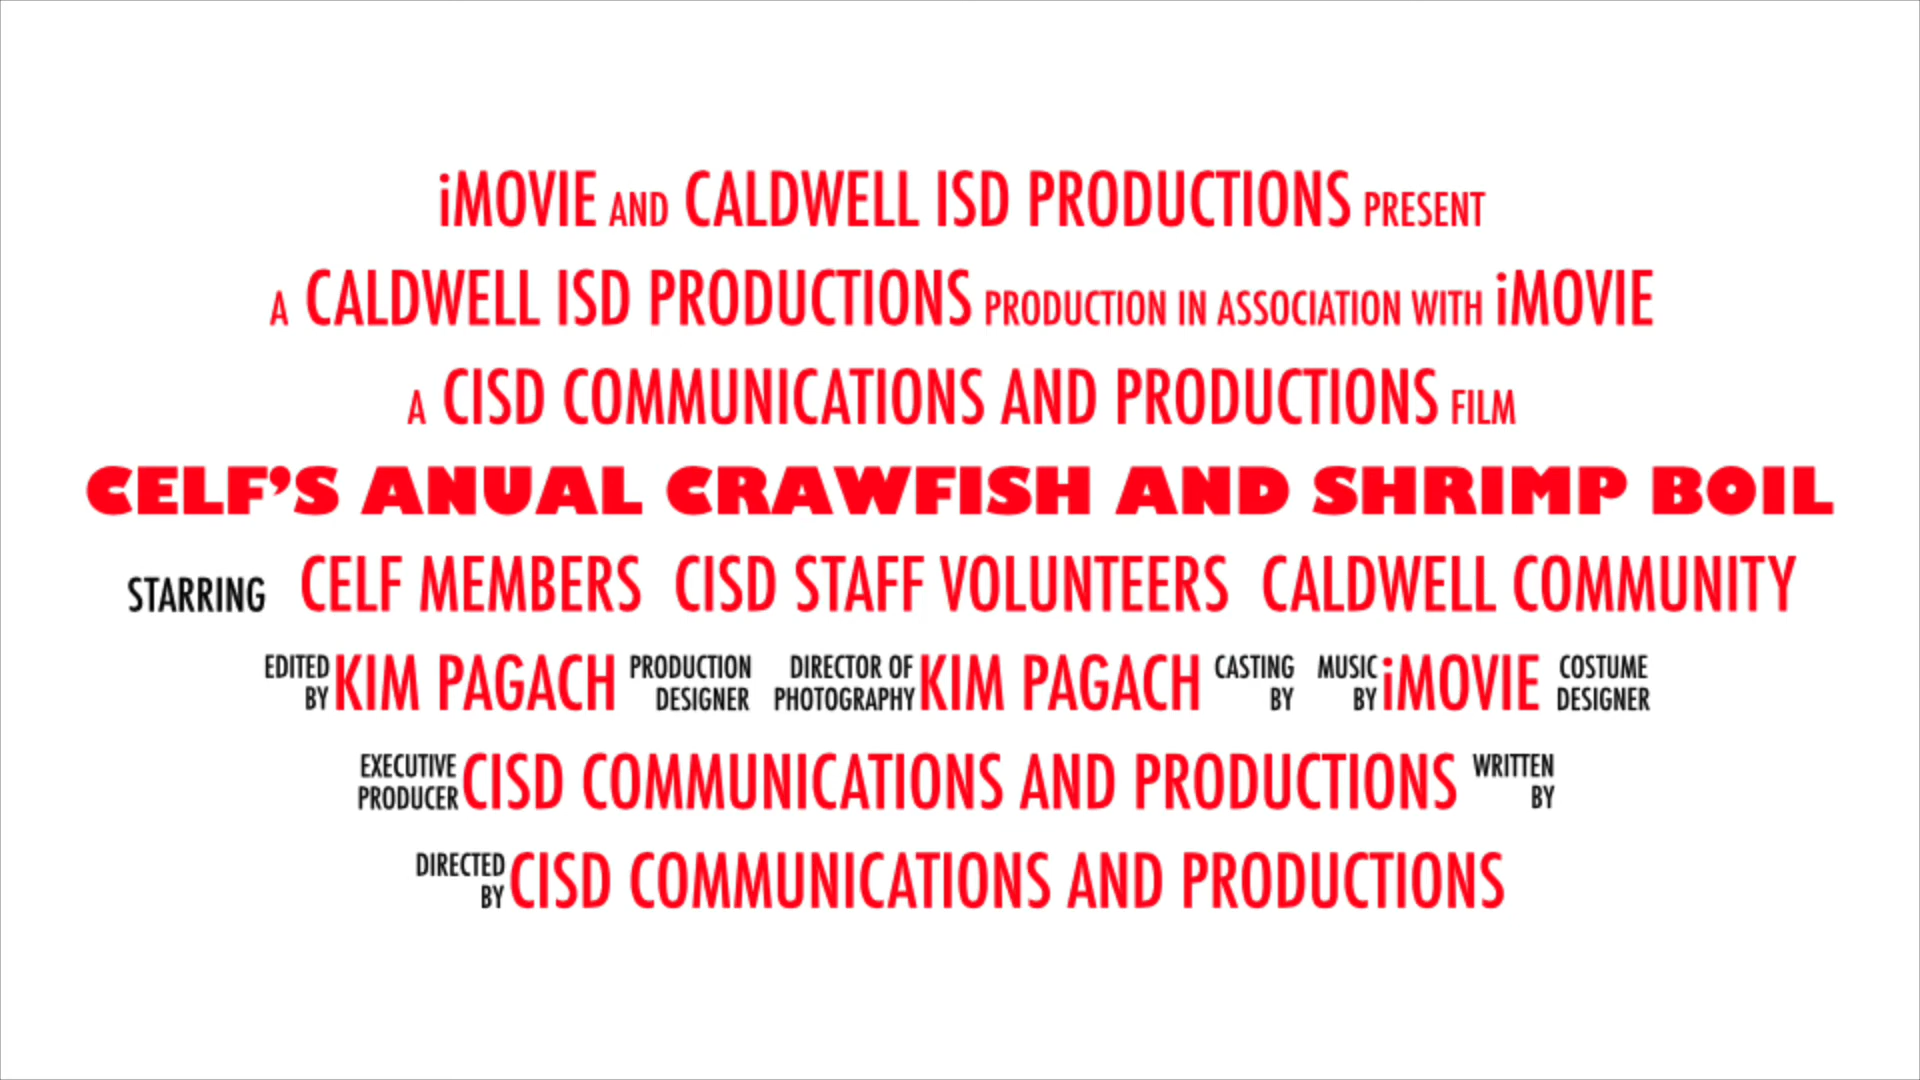 iMOVIE AND CALDWELL ISD PRODUCTIONS PRESENT
A CALDWELL ISD PRODUCTIONS PRODUCTION IN ASSOCIATION WITH iMOVIE
A CISD COMMUNICATIONS AND PRODUCTIONS FILM
CELF'S ANUAL CRAWFISH AND SHRIMP BOIL
STARRING CELF MEMBERS CISD STAFF VOLUNTEERS CALDWELL COMMUNITY
EDITED BY KIM PAGACH PRODUCTION DESIGNER DIRECTOR OF PHOTOGRAPHY KIM PAGACH CASTING BY MUSIC BY iMOVIE COSTUME DESIGNER
EXECUTIVE PRODUCER CISD COMMUNICATIONS AND PRODUCTIONS WRITTEN BY
DIRECTED BY CISD COMMUNICATIONS AND PRODUCTIONS